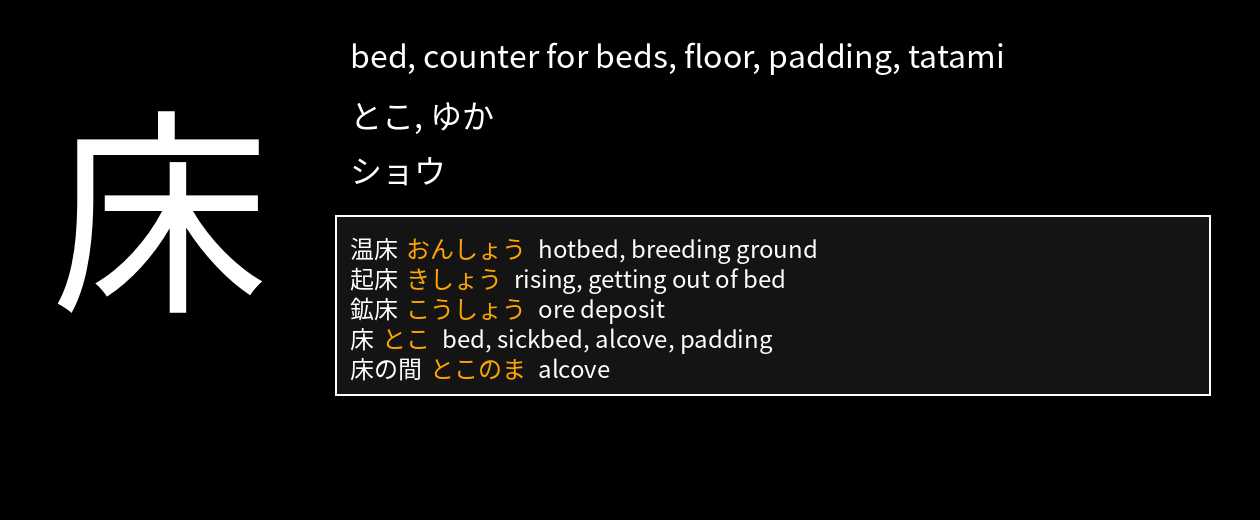 床
bed, counter for beds, floor, padding, tatami
とこ, ゆか
ショウ
温床 おんしょう hotbed, breeding ground
起床 きしょう rising, getting out of bed
鉱床 こうしょう ore deposit
床 とこ bed, sickbed, alcove, padding
床の間 とこのま alcove